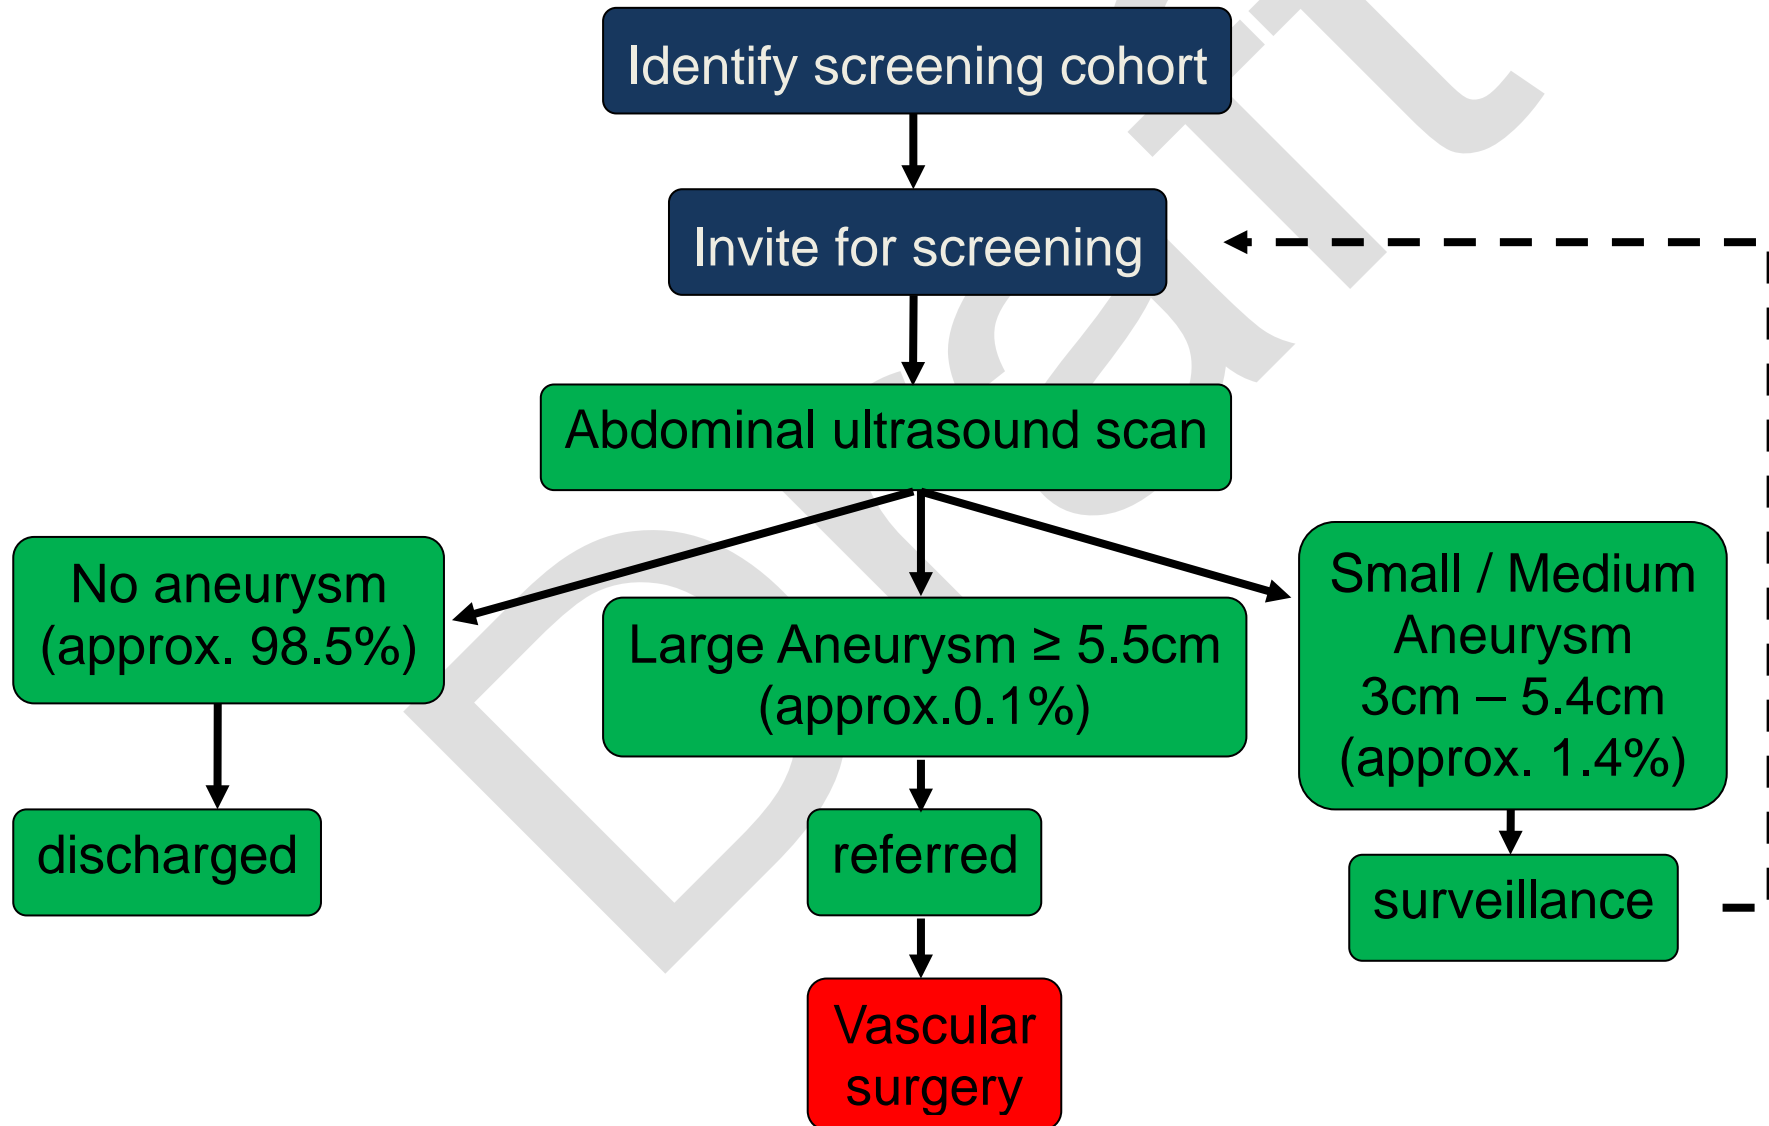 Identify screening cohort
Invite for screening
Abdominal ultrasound scan
No aneurysm
(approx. 98.5%)
Large Aneurysm ≥ 5.5cm
(approx.0.1%)
Small / Medium
Aneurysm
3cm – 5.4cm
(approx. 1.4%)
discharged
referred
surveillance
Vascular
surgery
Draft